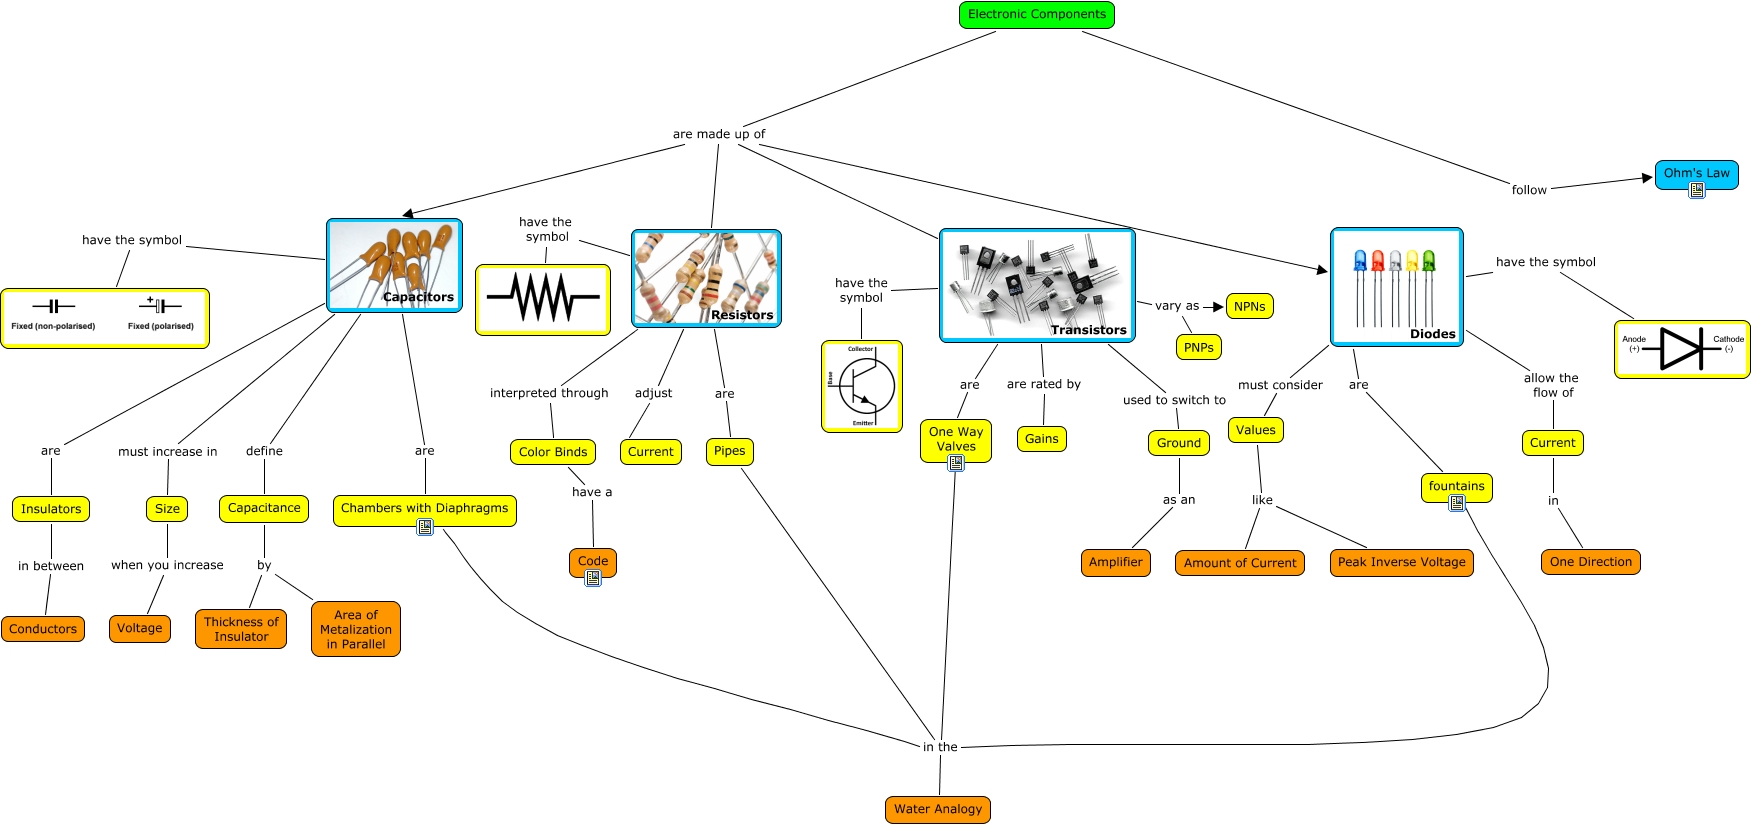 Electronic Components
are made up of
follow
Ohm's Law
have the symbol
Fixed (non-polarised)
+
Fixed (polarised)
Capacitors
have the
symbol
Resistors
have the
symbol
Collector
Base
Emitter
Transistors
vary as
NPNs
PNPs
Diodes
have the symbol
Anode
(+)
Cathode
(-)
are
must increase in
define
are
Insulators
Size
Capacitance
Chambers with Diaphragms
in between
when you increase
by
Conductors
Voltage
Thickness of
Insulator
Area of
Metalization
in Parallel
interpreted through
adjust
are
Color Binds
Current
Pipes
have a
Code
are
are rated by
used to switch to
One Way
Valves
Gains
Ground
as an
Amplifier
must consider
are
allow the
flow of
Values
fountains
Current
like
in
Amount of Current
Peak Inverse Voltage
One Direction
in the
Water Analogy